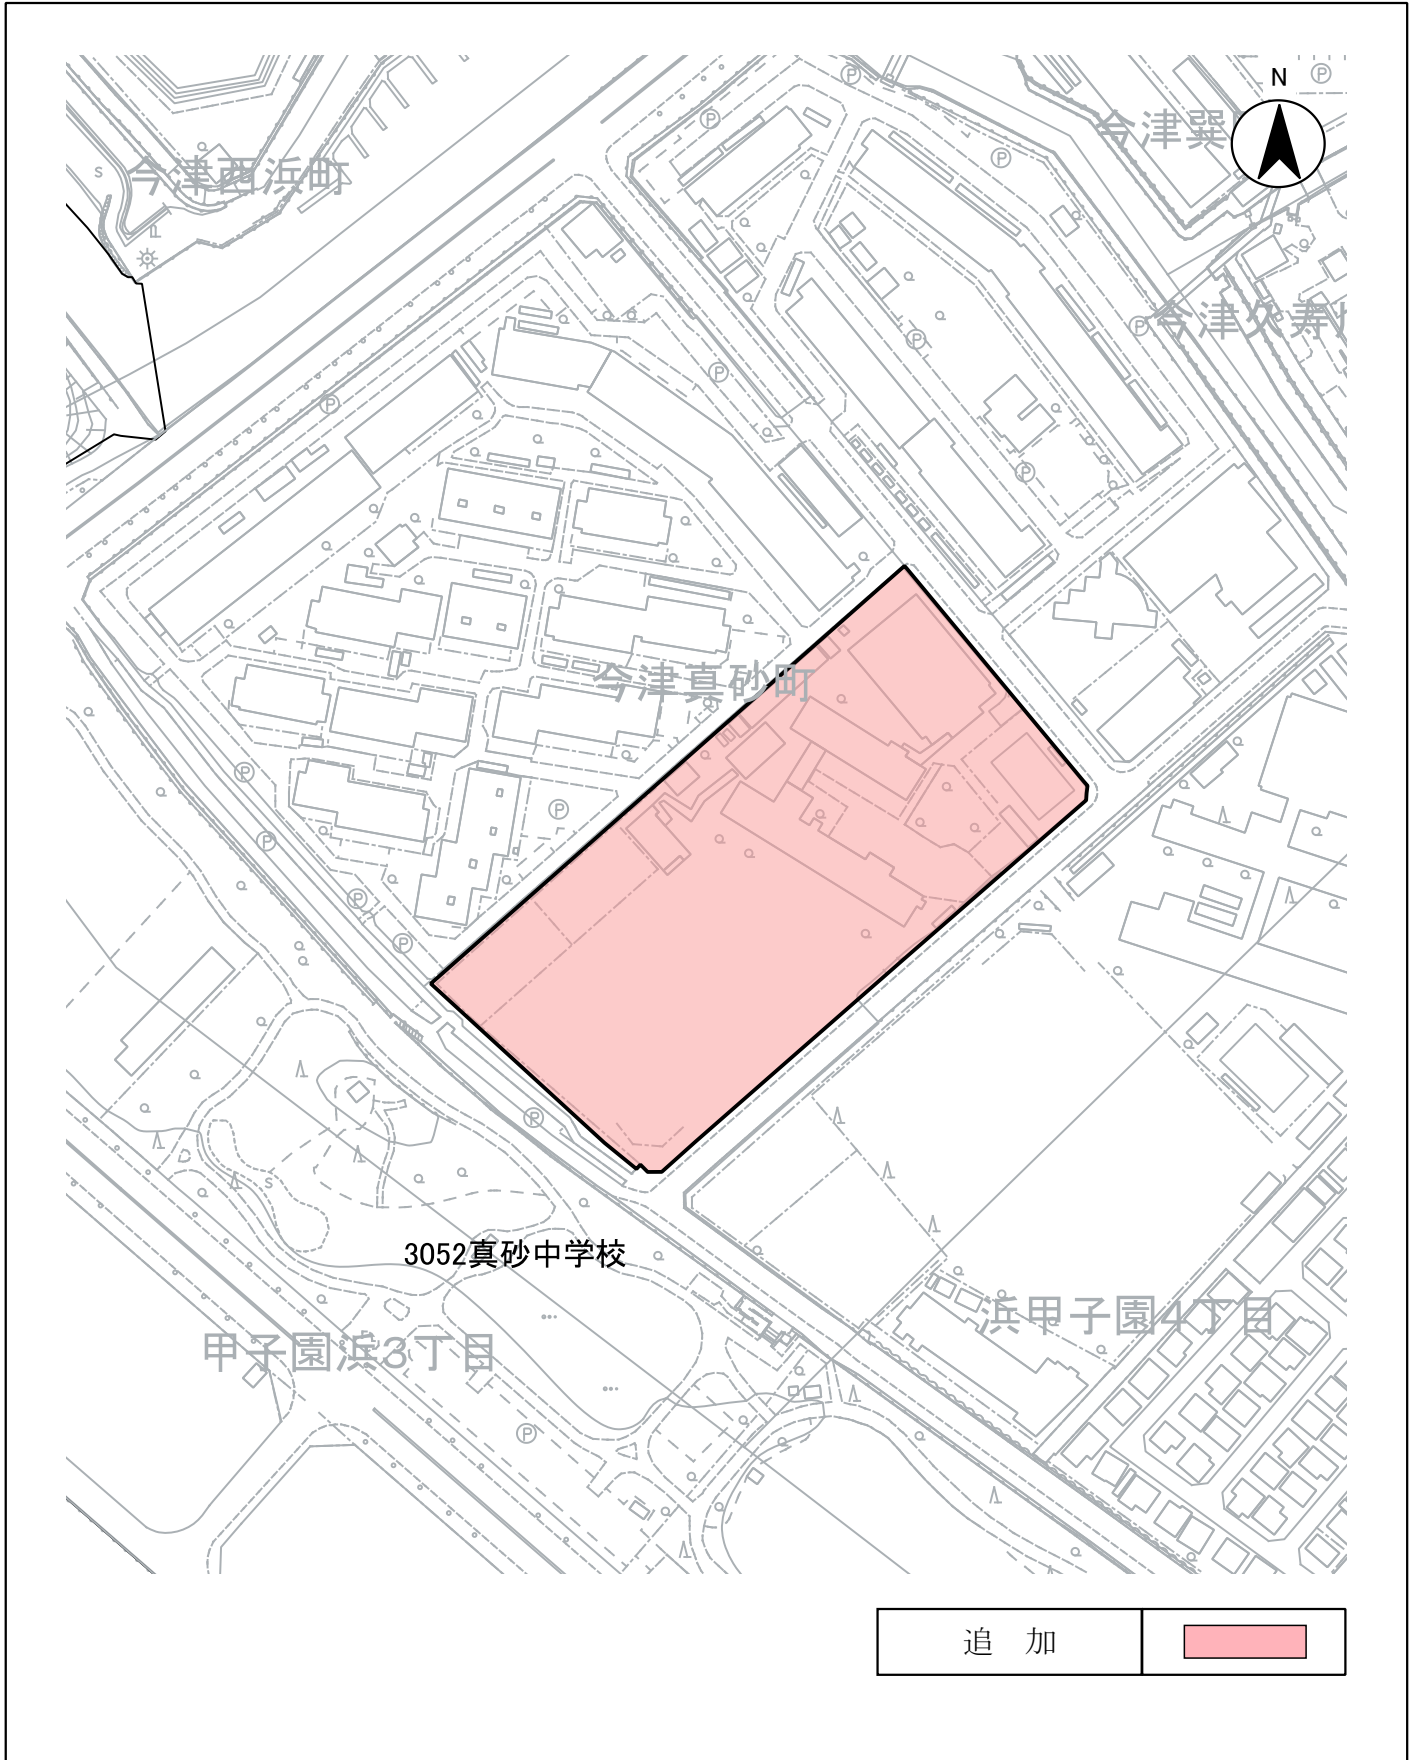 N
今津巽
今津西浜町
今津久寿
今津真砂町
3052真砂中学校
浜甲子園4丁目
甲子園浜3丁目
追 加